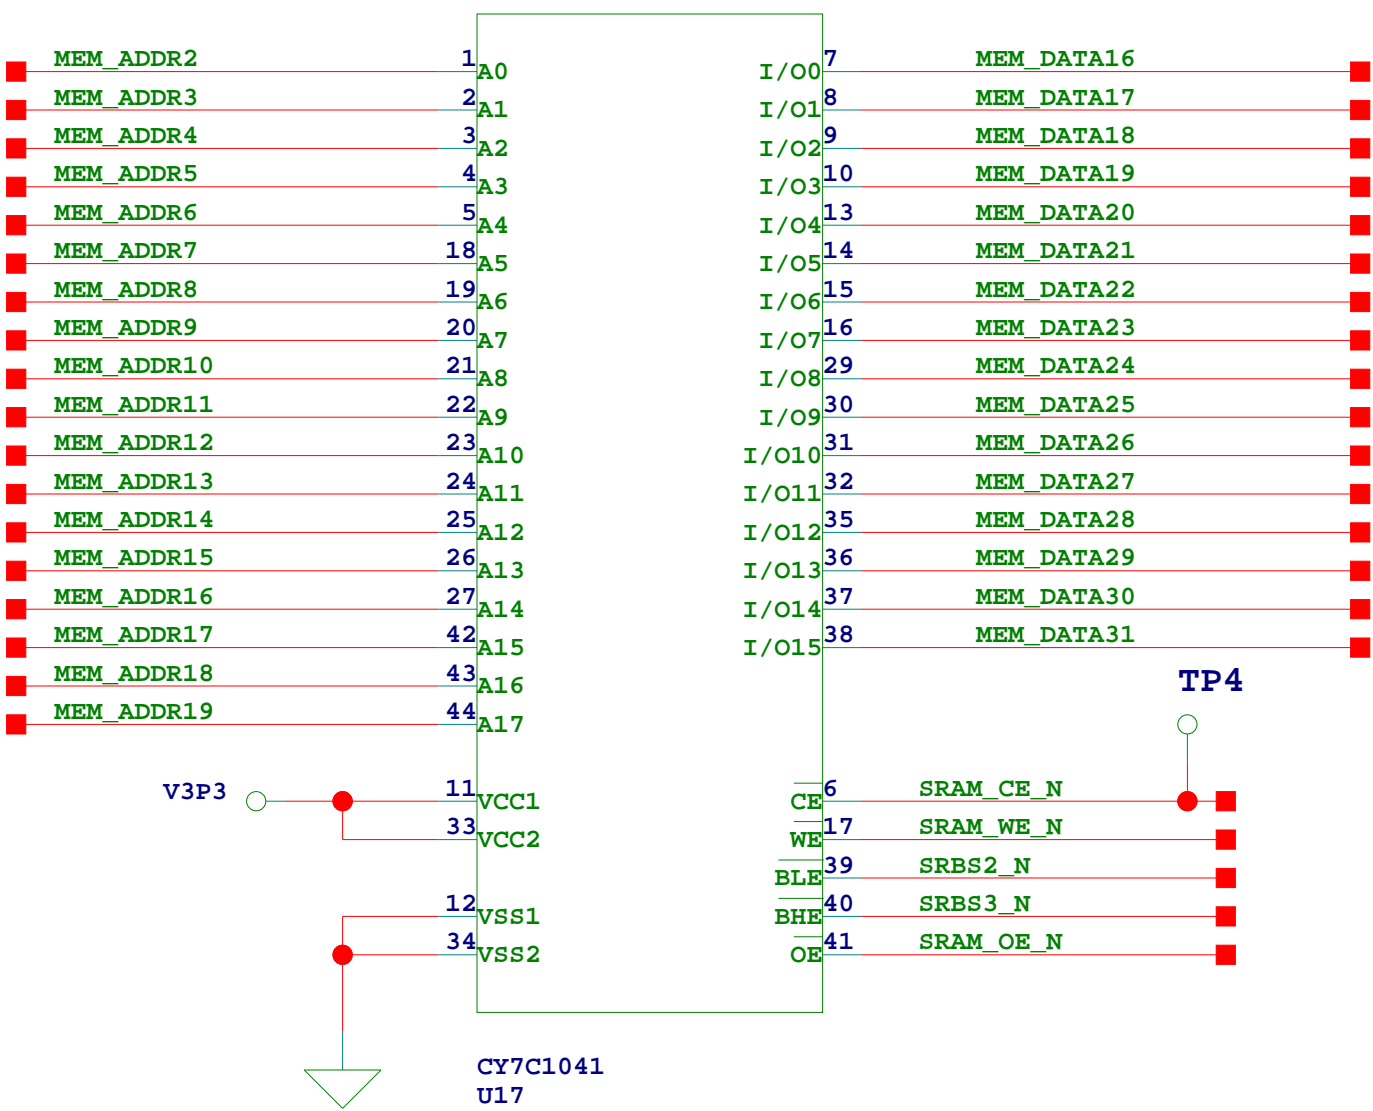 MEM_ADDR2 1 A0 I/O0 7 MEM_DATA16
MEM_ADDR3 2 A1 I/O1 8 MEM_DATA17
MEM_ADDR4 3 A2 I/O2 9 MEM_DATA18
MEM_ADDR5 4 A3 I/O3 10 MEM_DATA19
MEM_ADDR6 5 A4 I/O4 13 MEM_DATA20
MEM_ADDR7 18 A5 I/O5 14 MEM_DATA21
MEM_ADDR8 19 A6 I/O6 15 MEM_DATA22
MEM_ADDR9 20 A7 I/O7 16 MEM_DATA23
MEM_ADDR10 21 A8 I/O8 29 MEM_DATA24
MEM_ADDR11 22 A9 I/O9 30 MEM_DATA25
MEM_ADDR12 23 A10 I/O10 31 MEM_DATA26
MEM_ADDR13 24 A11 I/O11 32 MEM_DATA27
MEM_ADDR14 25 A12 I/O12 35 MEM_DATA28
MEM_ADDR15 26 A13 I/O13 36 MEM_DATA29
MEM_ADDR16 27 A14 I/O14 37 MEM_DATA30
MEM_ADDR17 42 A15 I/O15 38 MEM_DATA31
MEM_ADDR18 43 A16 TP4
MEM_ADDR19 44 A17
V3P3 11 VCC1 CE 6 SRAM_CE_N
33 VCC2 WE 17 SRAM_WE_N
BLE 39 SRBS2_N
12 VSS1 BHE 40 SRBS3_N
34 VSS2 OE 41 SRAM_OE_N
CY7C1041
U17